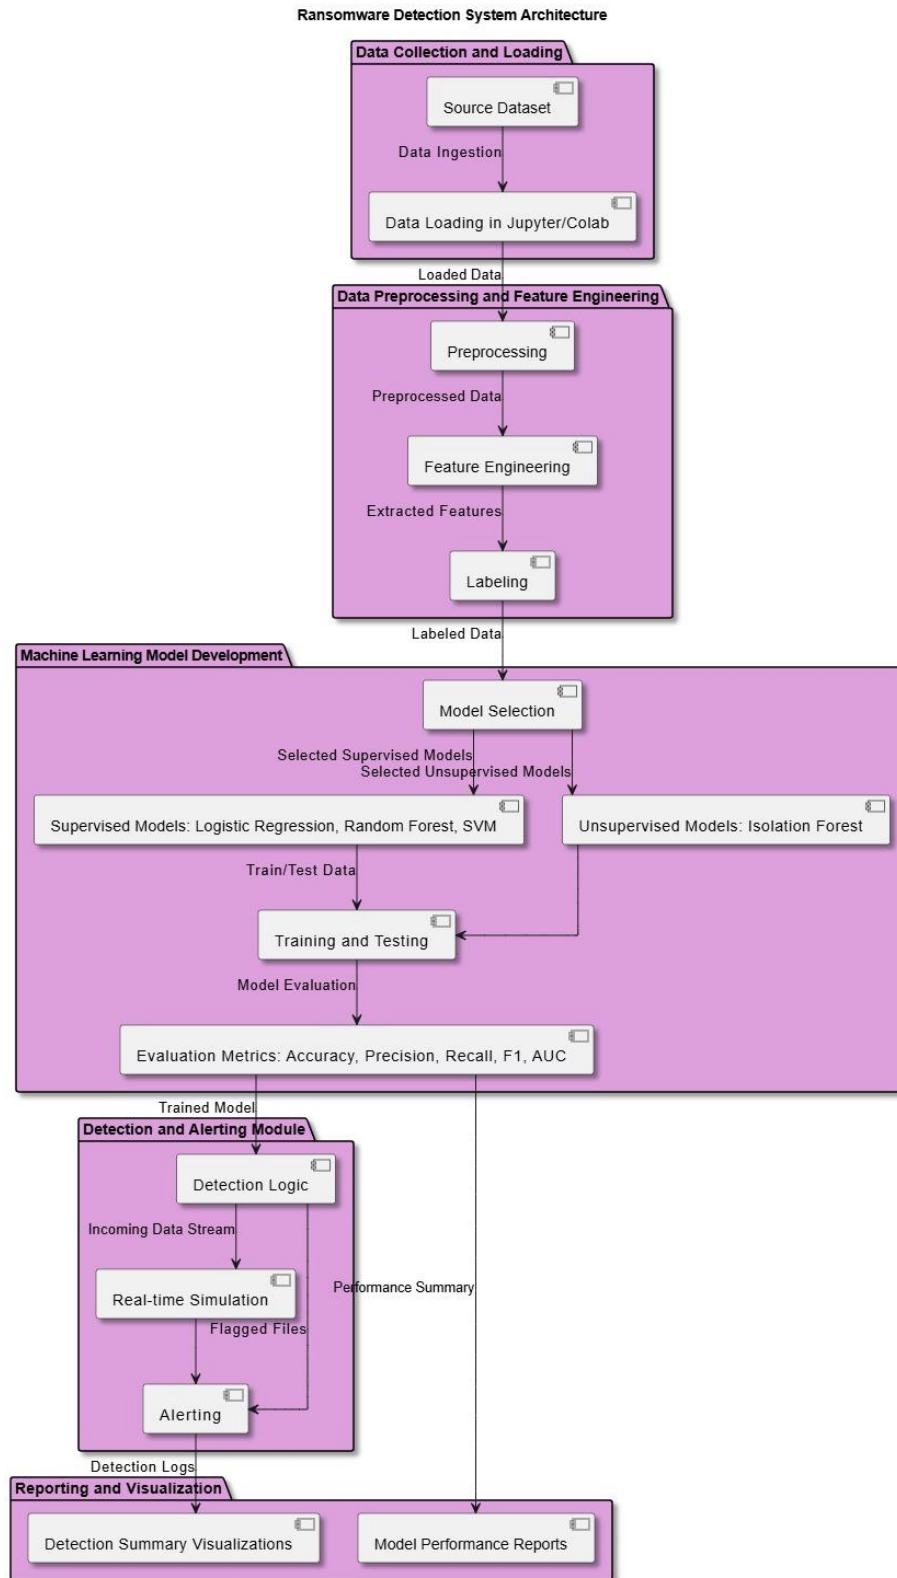 Ransomware Detection System Architecture
Data Collection and Loading
Source Dataset
Data Ingestion
Data Loading in Jupyter/Colab
Loaded Data
Data Preprocessing and Feature Engineering
Preprocessing
Preprocessed Data
Feature Engineering
Extracted Features
Labeling
Labeled Data
Machine Learning Model Development
Model Selection
Selected Supervised Models
Selected Unsupervised Models
Supervised Models: Logistic Regression, Random Forest, SVM
Unsupervised Models: Isolation Forest
Train/Test Data
Training and Testing
Model Evaluation
Evaluation Metrics: Accuracy, Precision, Recall, F1, AUC
Trained Model
Detection and Alerting Module
Detection Logic
Incoming Data Stream
Performance Summary
Real-time Simulation
Flagged Files
Alerting
Detection Logs
Reporting and Visualization
Detection Summary Visualizations
Model Performance Reports